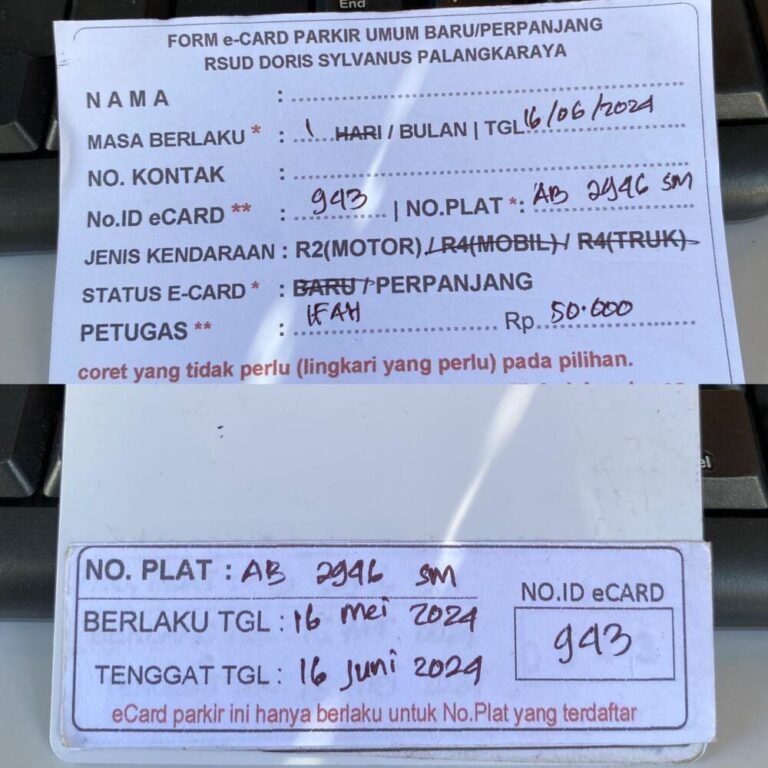 End
FORM e-CARD PARKIR UMUM BARU/PERPANJANG
RSUD DORIS SYLVANUS PALANGKARAYA
NAMA :
MASA BERLAKU * : 1 HARI / BULAN | TGL 16/06/2024
NO. KONTAK :
No.ID eCARD ** : 943 | NO.PLAT *: AB 2946 SM
JENIS KENDARAAN : R2(MOTOR) / R4(MOBIL) / R4(TRUK)
STATUS E-CARD * : BARU / PERPANJANG
PETUGAS ** : IFAH Rp. 50.000
coret yang tidak perlu (lingkari yang perlu) pada pilihan.
NO. PLAT : AB 2946 SM
BERLAKU TGL : 16 Mei 2024
TENGGAT TGL : 16 Juni 2024
NO.ID eCARD
943
eCard parkir ini hanya berlaku untuk No.Plat yang terdaftar